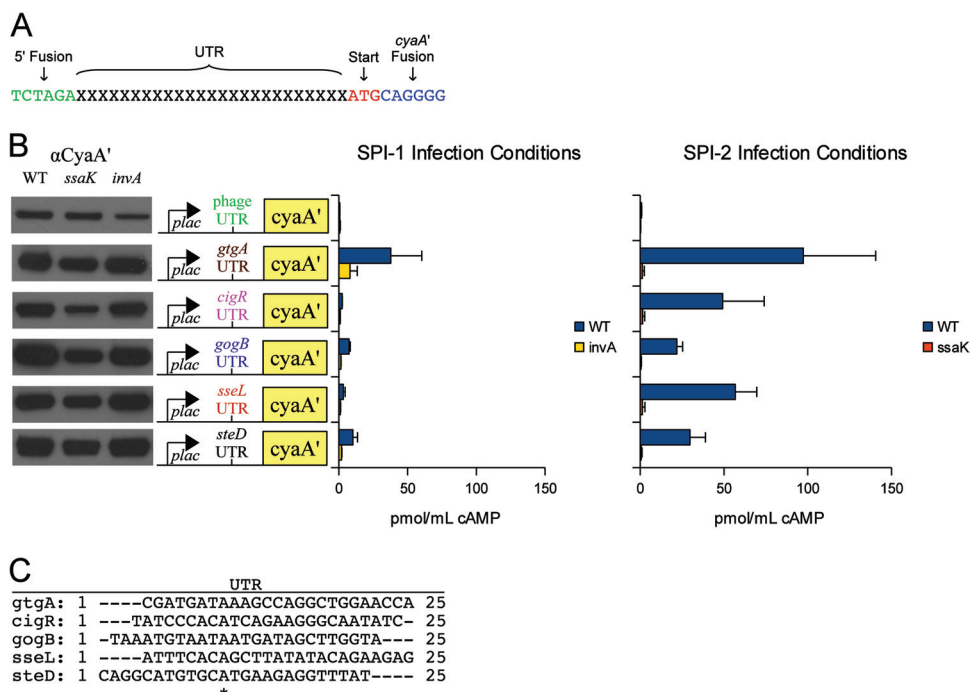 A
5' Fusion
UTR
Start
cyaA'
Fusion
TCTAGAXXXXXXXXXXXXXXXXXXXXXXXXXATGCAGGGG
B
αCyaA'
WT ssaK invA
SPI-1 Infection Conditions
SPI-2 Infection Conditions
plac phage UTR cyaA'
plac gtgA UTR cyaA'
plac cigR UTR cyaA'
plac gogB UTR cyaA'
plac sseL UTR cyaA'
plac steD UTR cyaA'
WT
invA
WT
ssaK
0 50 100 150
pmol/mL cAMP
0 50 100 150
pmol/mL cAMP
C
UTR
gtgA: 1 ----CGATGATAAAGCCAGGCTGGAACCA 25
cigR: 1 ---TATCCCACATCAGAAGGGCAATATC- 25
gogB: 1 -TAAATGTAATAATGATAGCTTGGTA--- 25
sseL: 1 ----ATTTCACAGCTTATATACAGAAGAG 25
steD: 1 CAGGCATGTGCATGAAGAGGTTTAT---- 25
*